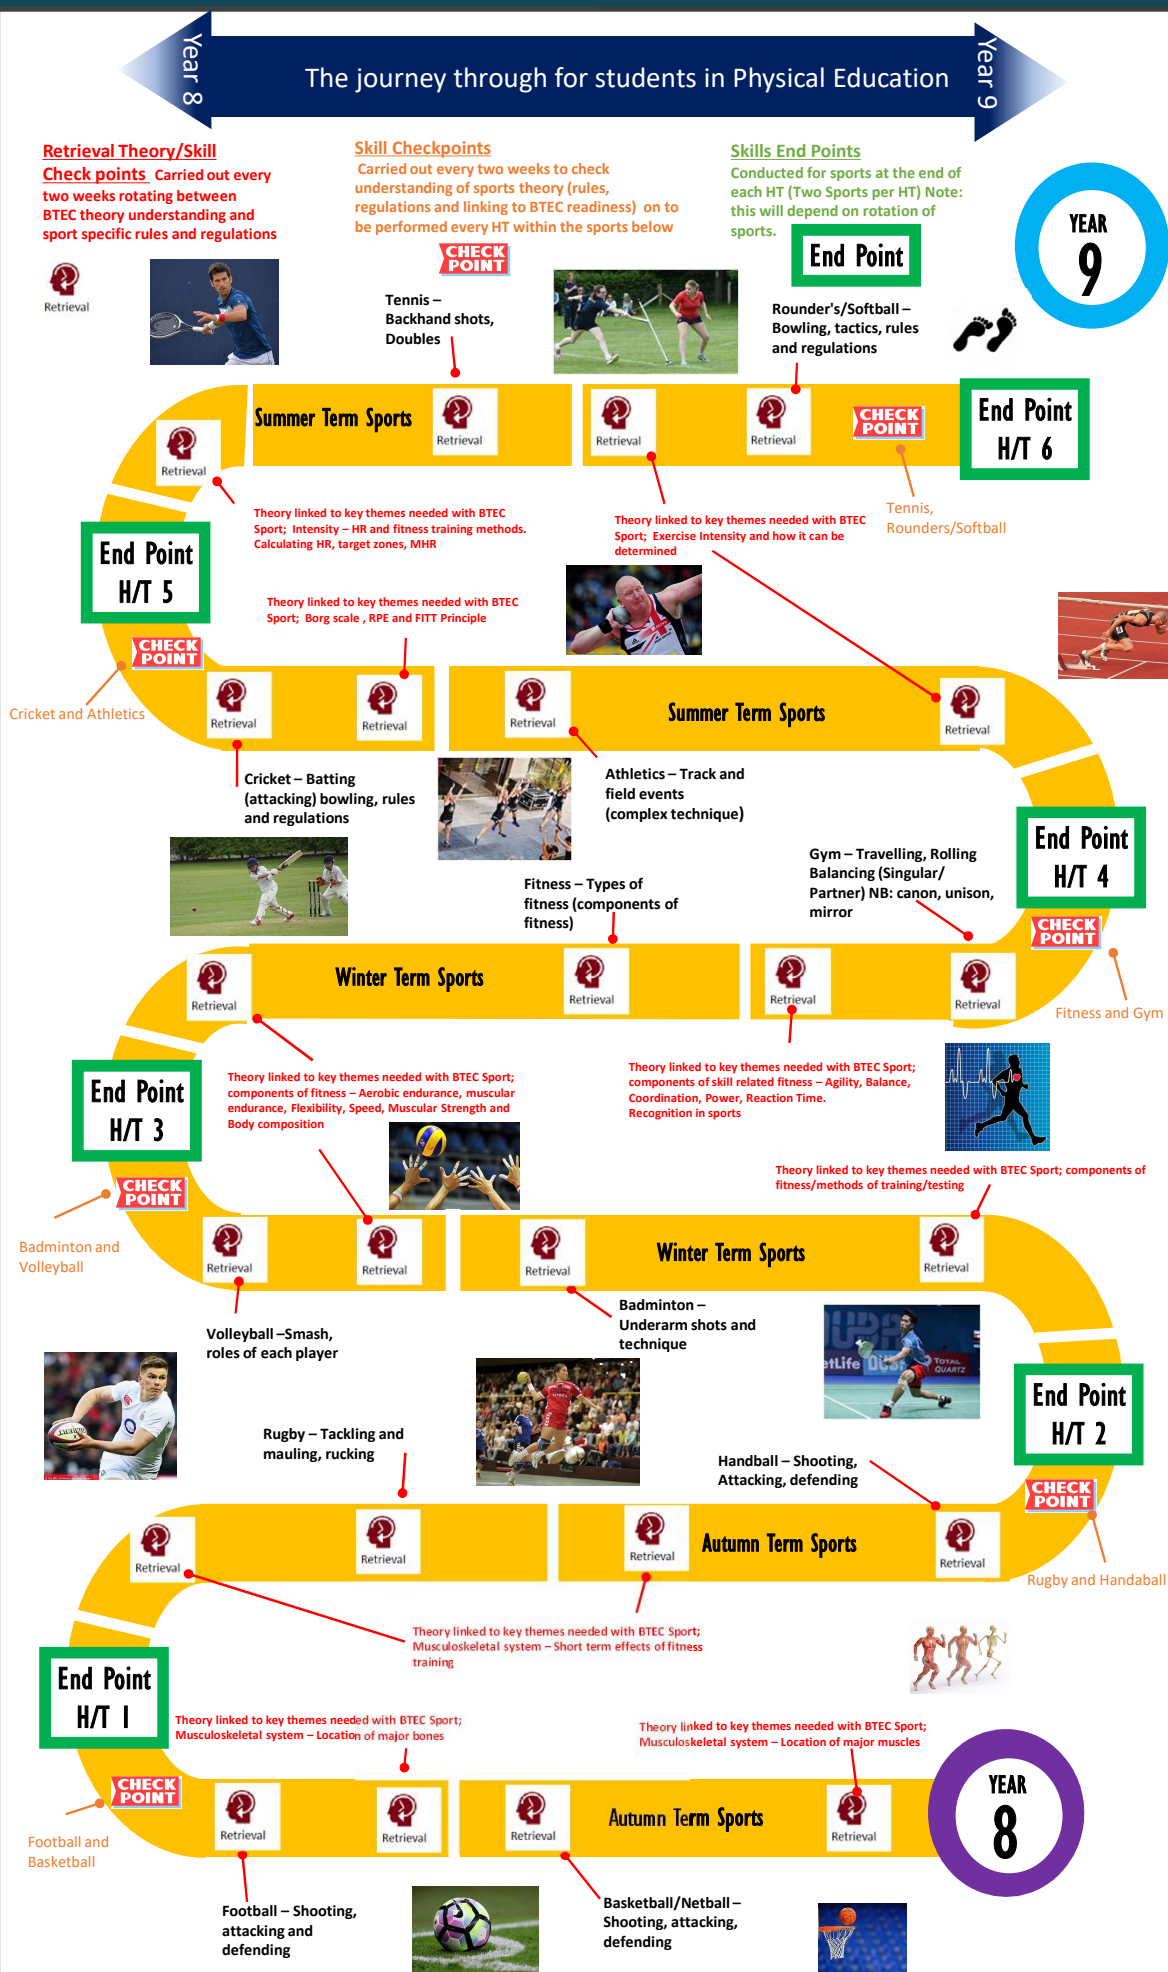 Year 8
The journey through for students in Physical Education
Year 9
Retrieval Theory/Skill
Check points Carried out every
two weeks rotating between
BTEC theory understanding and
sport specific rules and regulations
Retrieval
Skill Checkpoints
Carried out every two weeks to check
understanding of sports theory (rules,
regulations and linking to BTEC readiness) on to
be performed every HT within the sports below
CHECK
POINT
Skills End Points
Conducted for sports at the end of
each HT (Two Sports per HT) Note:
this will depend on rotation of
sports.
End Point
YEAR
9
Tennis –
Backhand shots,
Doubles
Rounder's/Softball –
Bowling, tactics, rules
and regulations
Summer Term Sports
Retrieval
Retrieval
Retrieval
Retrieval
CHECK
POINT
End Point
H/T 6
Tennis,
Rounders/Softball
Theory linked to key themes needed with BTEC
Sport; Intensity – HR and fitness training methods.
Calculating HR, target zones, MHR
Theory linked to key themes needed with BTEC
Sport; Exercise Intensity and how it can be
determined
End Point
H/T 5
Theory linked to key themes needed with BTEC
Sport; Borg scale , RPE and FITT Principle
CHECK
POINT
Cricket and Athletics
Retrieval
Retrieval
Retrieval
Summer Term Sports
Retrieval
Cricket – Batting
(attacking) bowling, rules
and regulations
Athletics – Track and
field events
(complex technique)
End Point
H/T 4
Fitness – Types of
fitness (components of
fitness)
Gym – Travelling, Rolling
Balancing (Singular/
Partner) NB: canon, unison,
mirror
CHECK
POINT
Fitness and Gym
Retrieval
Winter Term Sports
Retrieval
Retrieval
Retrieval
End Point
H/T 3
Theory linked to key themes needed with BTEC Sport;
components of fitness – Aerobic endurance, muscular
endurance, Flexibility, Speed, Muscular Strength and
Body composition
Theory linked to key themes needed with BTEC Sport;
components of skill related fitness – Agility, Balance,
Coordination, Power, Reaction Time.
Recognition in sports
Theory linked to key themes needed with BTEC Sport; components of
fitness/methods of training/testing
CHECK
POINT
Badminton and
Volleyball
Retrieval
Retrieval
Retrieval
Winter Term Sports
Retrieval
Volleyball –Smash,
roles of each player
Badminton –
Underarm shots and
technique
etLife
TOTAL
QUARTZ
End Point
H/T 2
Rugby – Tackling and
mauling, rucking
Handball – Shooting,
Attacking, defending
CHECK
POINT
Rugby and Handaball
Retrieval
Retrieval
Retrieval
Autumn Term Sports
Retrieval
Theory linked to key themes needed with BTEC Sport;
Musculoskeletal system – Short term effects of fitness
training
End Point
H/T 1
Theory linked to key themes needed with BTEC Sport;
Musculoskeletal system – Location of major bones
Theory linked to key themes needed with BTEC Sport;
Musculoskeletal system – Location of major muscles
CHECK
POINT
Football and
Basketball
Retrieval
Retrieval
Retrieval
Autumn Term Sports
Retrieval
YEAR
8
Football – Shooting,
attacking and
defending
Basketball/Netball –
Shooting, attacking,
defending